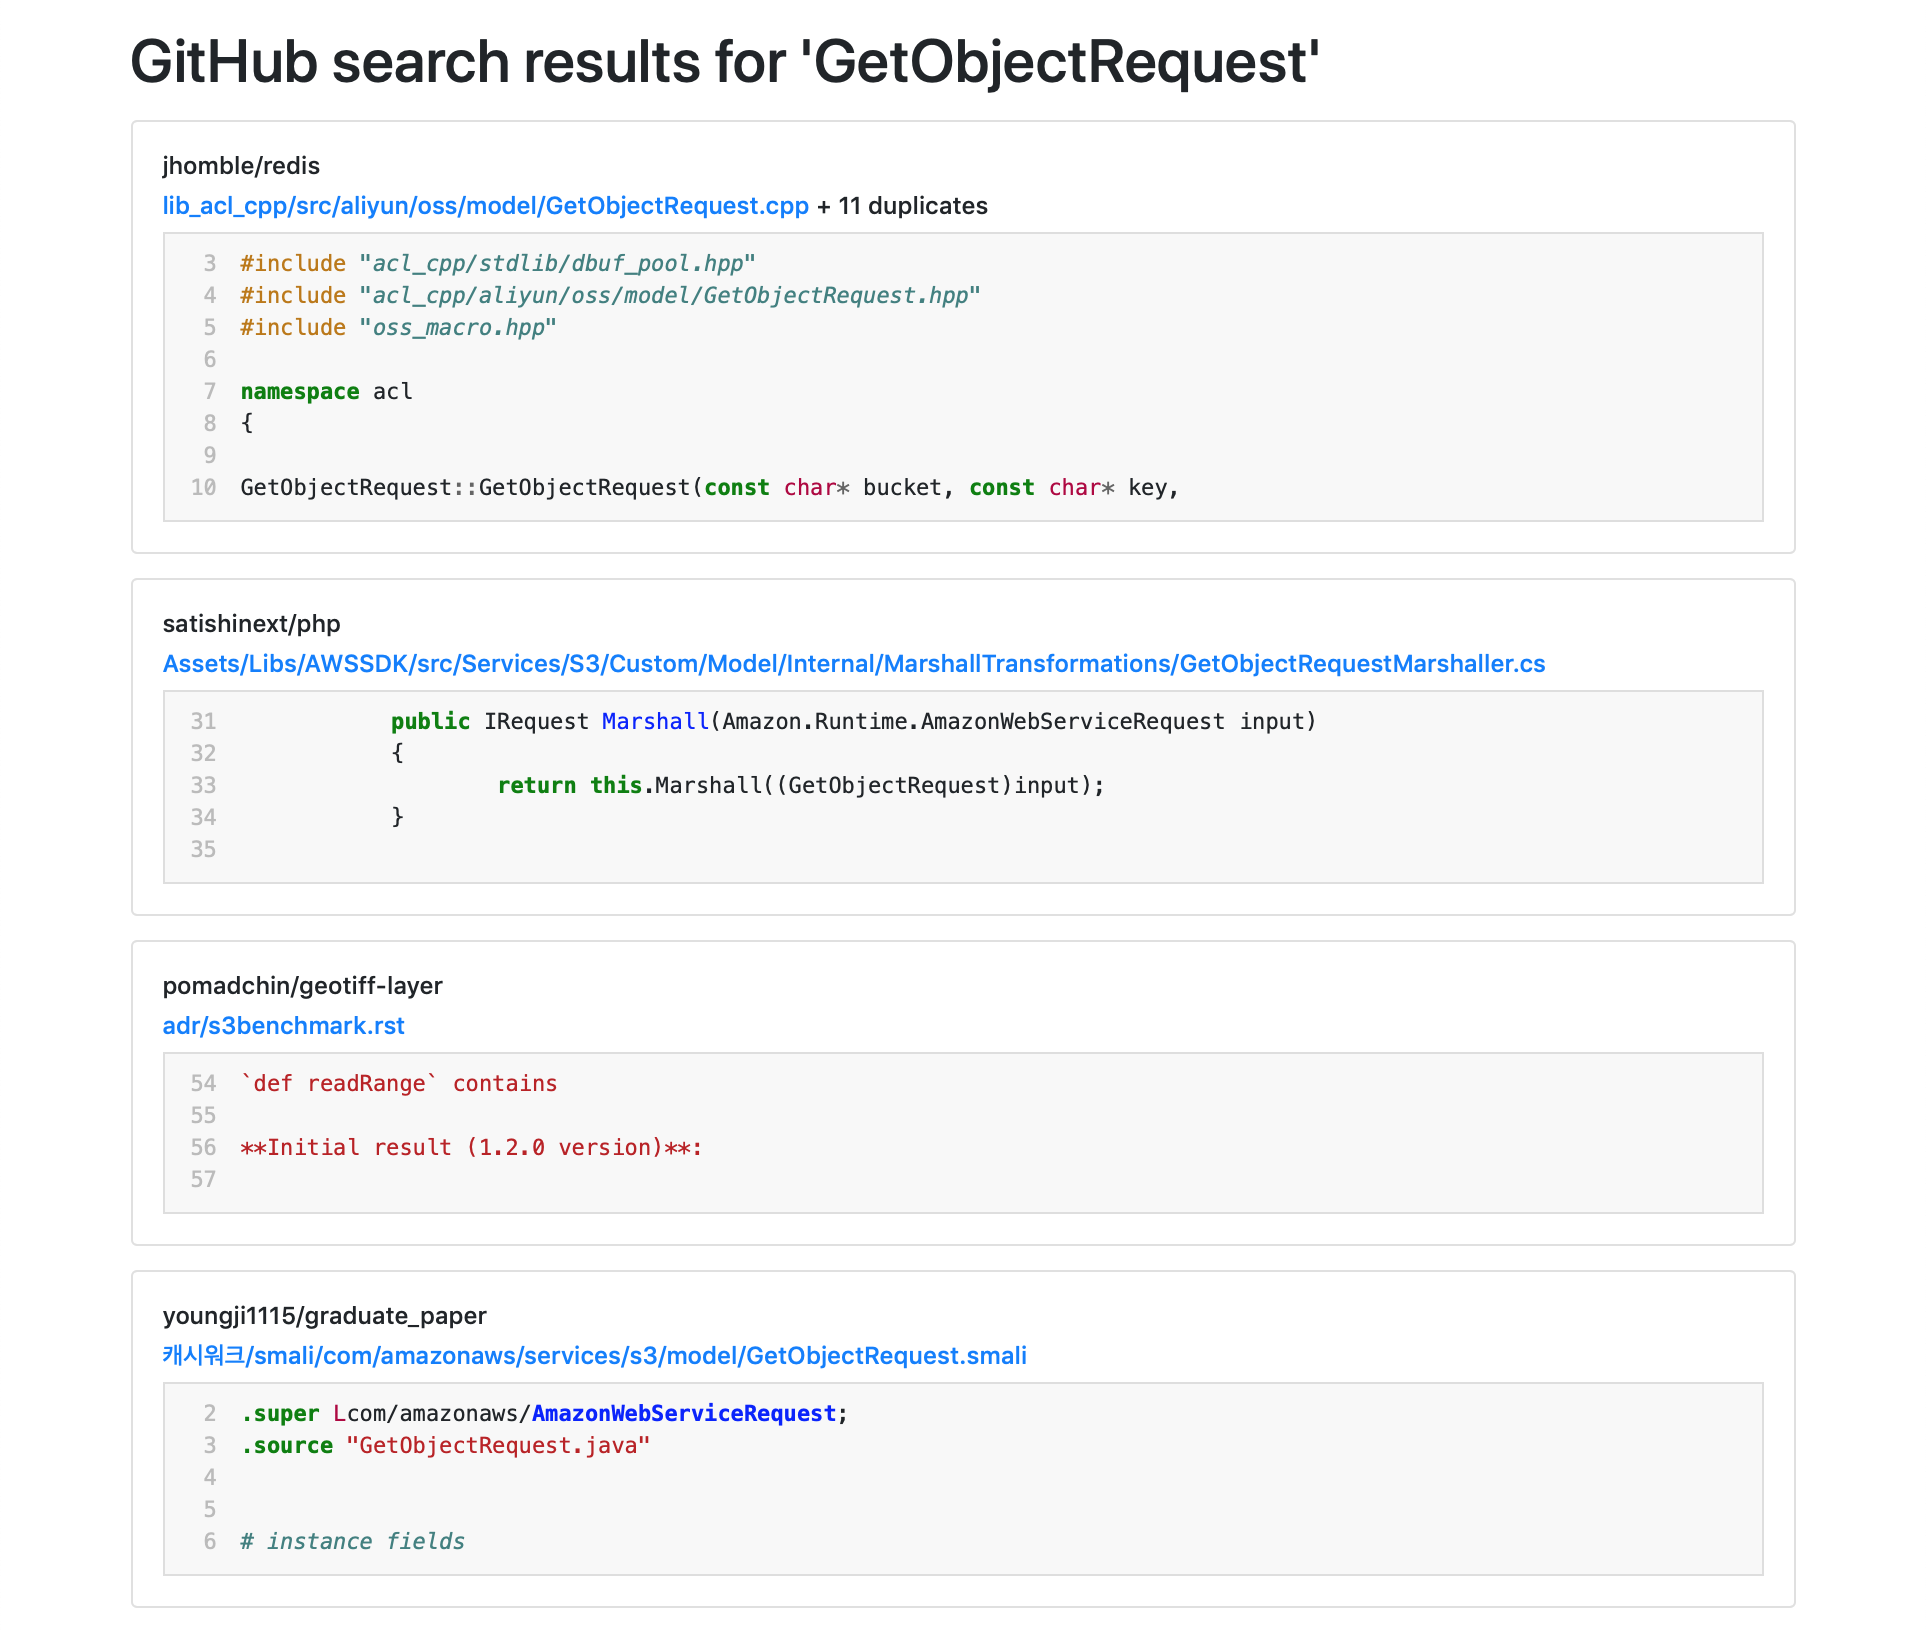 GitHub search results for 'GetObjectRequest'
jhomble/redis
lib_acl_cpp/src/aliyun/oss/model/GetObjectRequest.cpp + 11 duplicates
3 #include "acl_cpp/stdlib/dbuf_pool.hpp"
4 #include "acl_cpp/aliyun/oss/model/GetObjectRequest.hpp"
5 #include "oss_macro.hpp"
6
7 namespace acl
8 {
9
10 GetObjectRequest::GetObjectRequest(const char* bucket, const char* key,
satishinext/php
Assets/Libs/AWSSDK/src/Services/S3/Custom/Model/Internal/MarshallTransformations/GetObjectRequestMarshaller.cs
31 public IRequest Marshall(Amazon.Runtime.AmazonWebServiceRequest input)
32 {
33 return this.Marshall((GetObjectRequest)input);
34 }
35
pomadchin/geotiff-layer
adr/s3benchmark.rst
54 `def readRange` contains
55
56 **Initial result (1.2.0 version)**:
57
youngji1115/graduate_paper
캐시워크/smali/com/amazonaws/services/s3/model/GetObjectRequest.smali
2 .super Lcom/amazonaws/AmazonWebServiceRequest;
3 .source "GetObjectRequest.java"
4
5
6 # instance fields